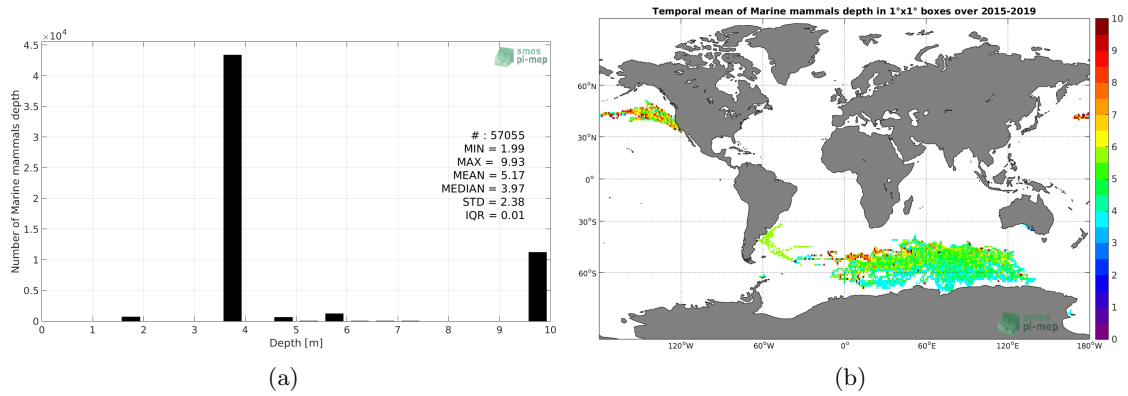 ×10⁴
4.5
4
3.5
3
2.5
2
1.5
1
0.5
0
Number of Marine mammals depth
0 1 2 3 4 5 6 7 8 9 10
Depth [m]
smos
pi-mep
# : 57055
MIN = 1.99
MAX = 9.93
MEAN = 5.17
MEDIAN = 3.97
STD = 2.38
IQR = 0.01
(a)
Temporal mean of Marine mammals depth in 1°x1° boxes over 2015-2019
60°N
30°N
0°
30°S
60°S
120°W 60°W 0° 60°E 120°E 180°W
smos
pi-mep
10
9
8
7
6
5
4
3
2
1
0
(b)